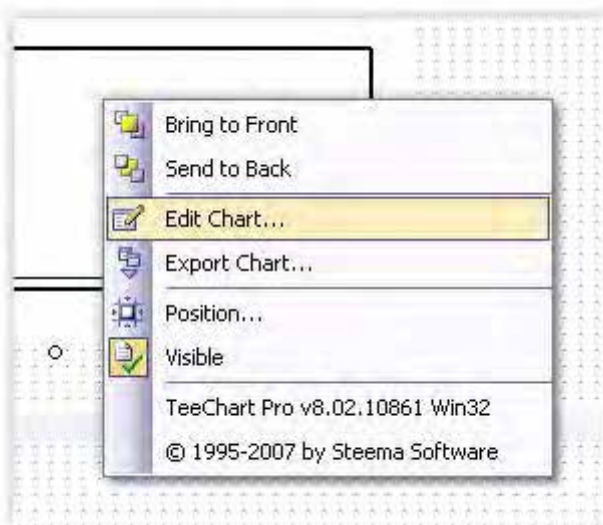 Bring to Front
Send to Back
Edit Chart...
Export Chart...
Position...
Visible
TeeChart Pro v8.02.10861 Win32
© 1995-2007 by Steema Software